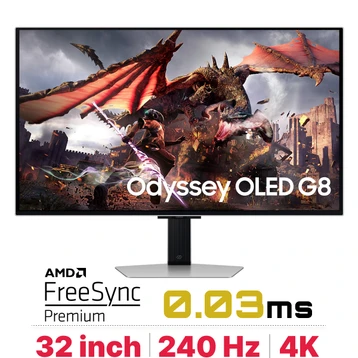 Odyssey OLED G8
AMD
FreeSync
Premium
0.03ms
32 inch | 240 Hz | 4K